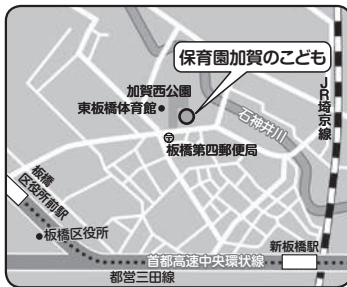 保育園加賀のこども
加賀西公園
東板橋体育館
石神井川
JR埼京線
板橋第四郵便局
板橋
区役所前駅
板橋区役所
新板橋駅
首都高速中央環状線
都営三田線